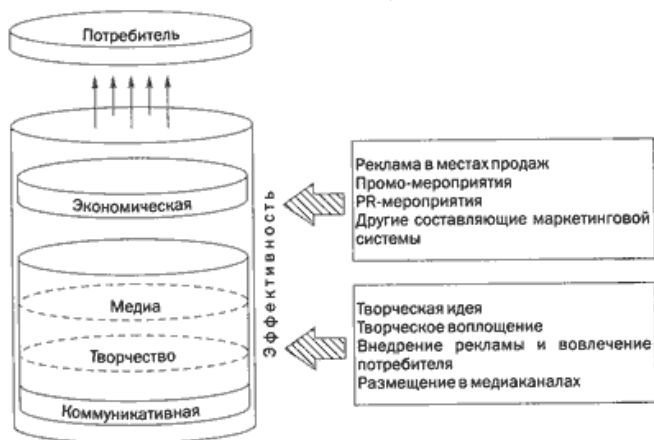 Потребитель
Экономическая
Медиа
Творчество
Коммуникативная
Эффективность
Реклама в местах продаж
Промо-мероприятия
PR-мероприятия
Другие составляющие маркетинговой
системы
Творческая идея
Творческое воплощение
Внедрение рекламы и вовлечение
потребителя
Размещение в медиаканалах